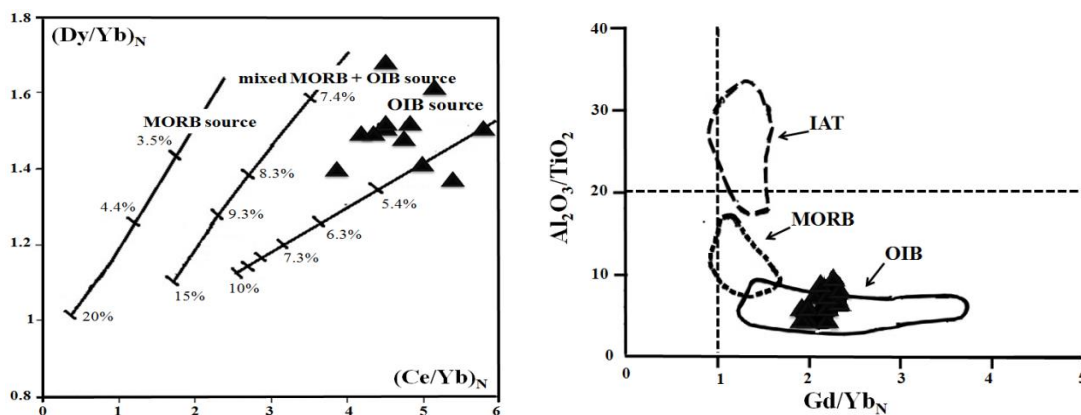 1.8
(Dy/Yb)N
1.6
1.4
1.2
1
0.8
mixed MORB + OIB source
7.4%
OIB source
MORB source
3.5%
8.3%
4.4%
5.4%
9.3%
6.3%
7.3%
15%
10%
20%
(Ce/Yb)N
0 1 2 3 4 5 6
40
30
20
10
0
Al2O3/TiO2
IAT
MORB
OIB
0 1 2 3 4 5
Gd/YbN